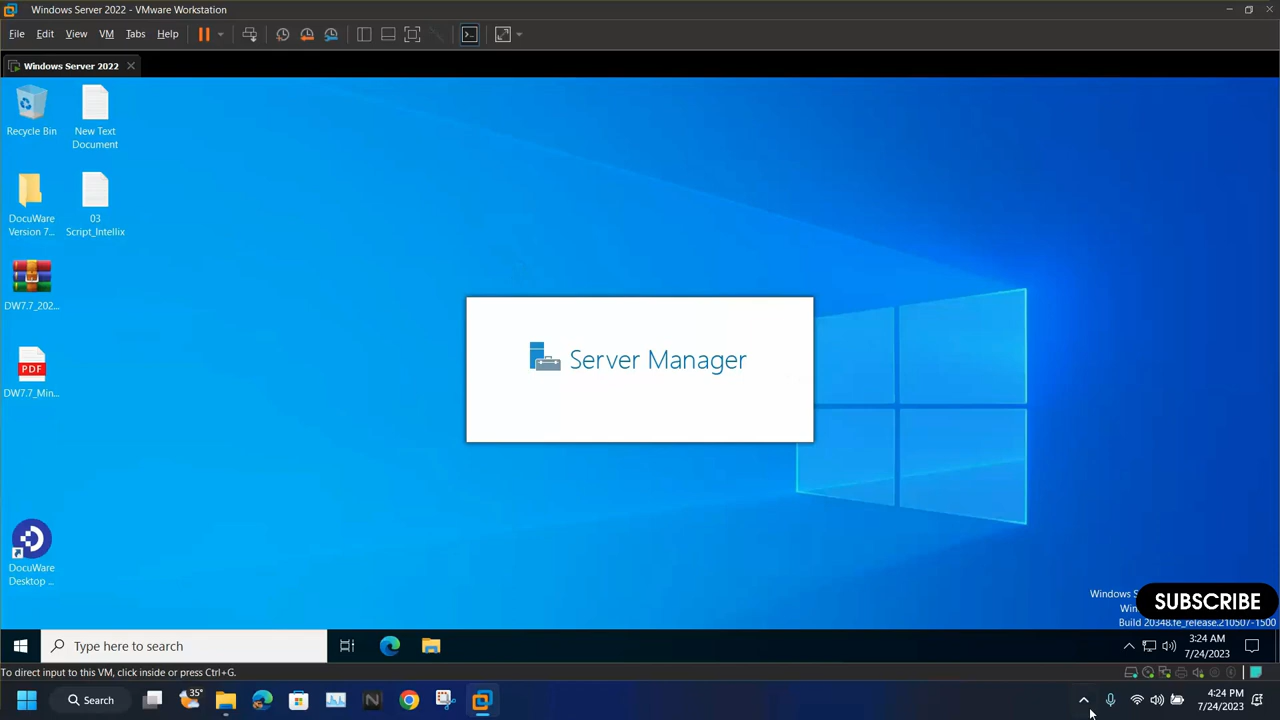 Windows Server 2022 - VMware Workstation
File Edit View VM Tabs Help
Windows Server 2022
Recycle Bin
New Text
Document
DocuWare
Version 7...
03
Script_Intellix
DW7.7_202...
Server Manager
PDF
DW7.7_Min...
DocuWare
Desktop ...
Windows S
Win
SUBSCRIBE
Build 20348.fe_release.210507-1500
Type here to search
3:24 AM
7/24/2023
To direct input to this VM, click inside or press Ctrl+G.
Search
35°
N
4:24 PM
7/24/2023